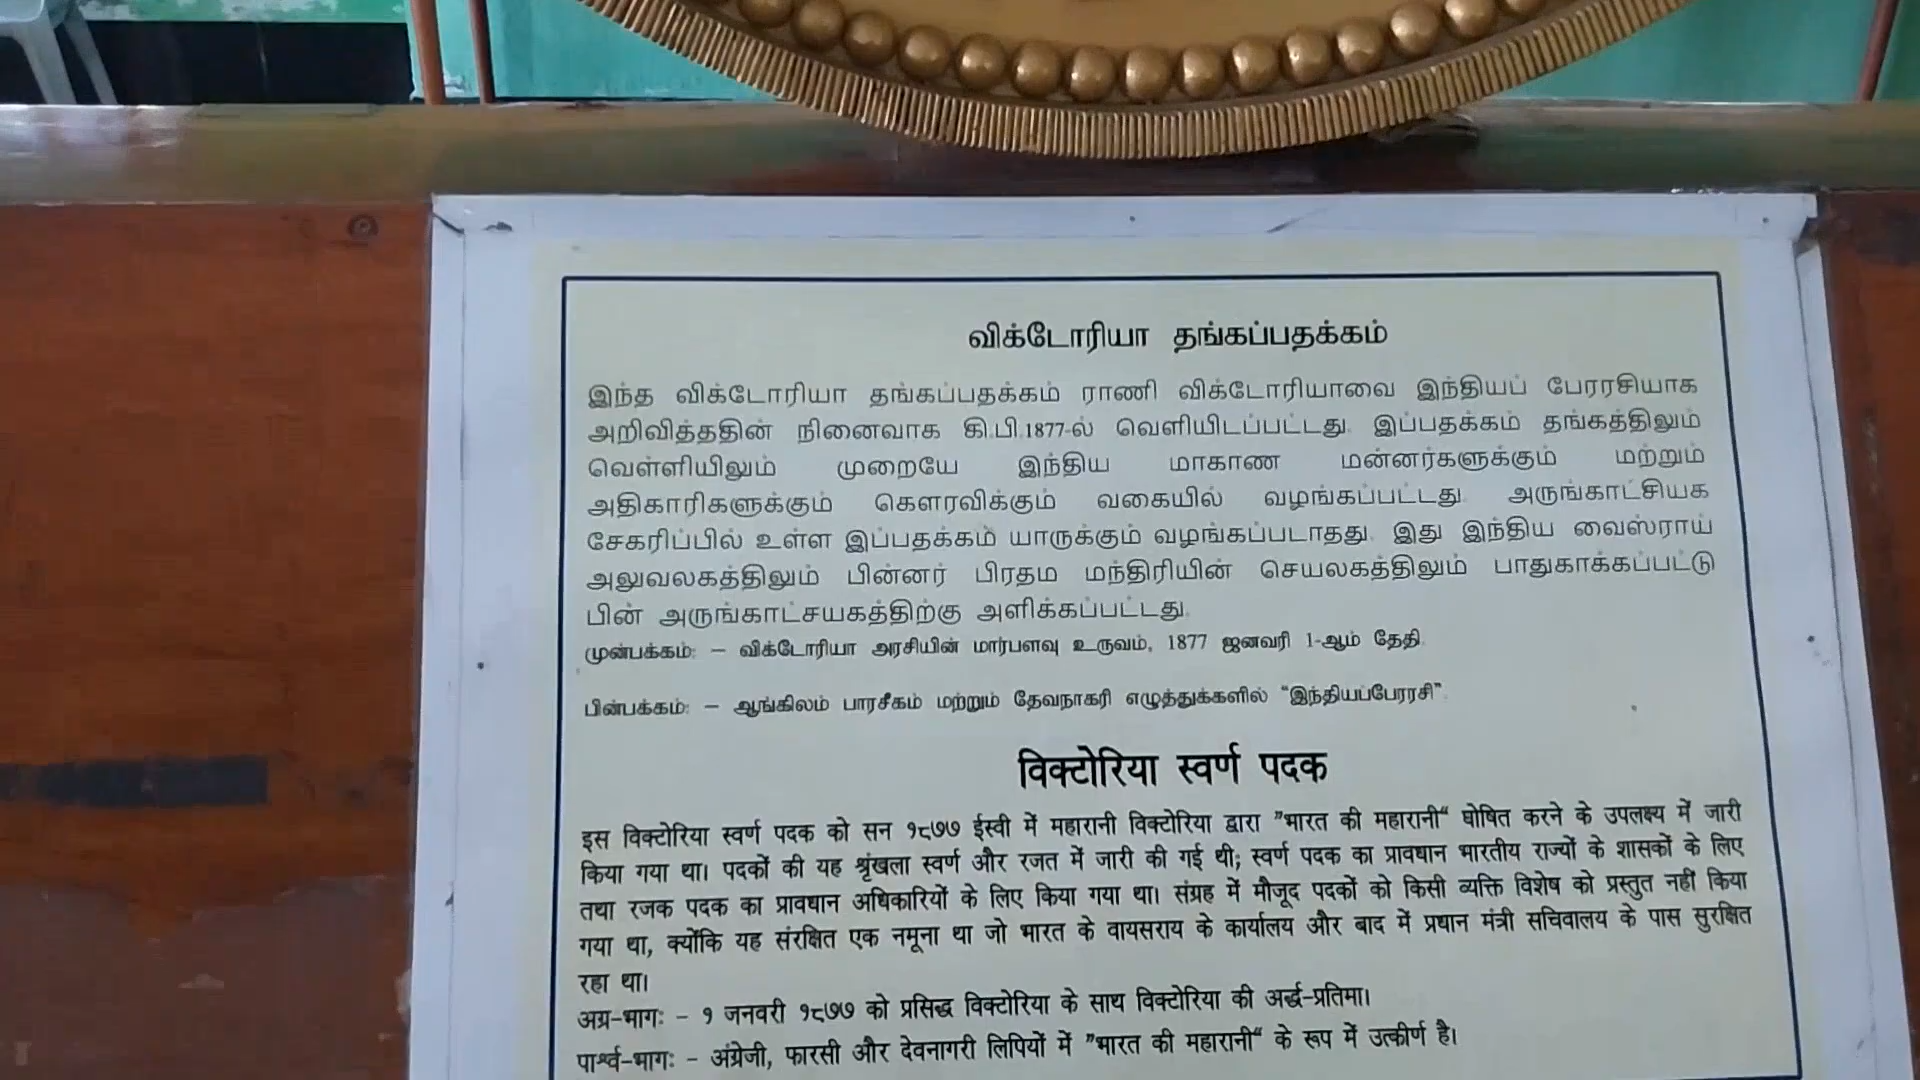 விக்டோரியா தங்கப்பதக்கம்
இந்த விக்டோரியா தங்கப்பதக்கம் ராணி விக்டோரியாவை இந்தியப் பேரரசியாக
அறிவித்ததின் நினைவாக கி.பி.1877-ல் வெளியிடப்பட்டது. இப்பதக்கம் தங்கத்திலும்
வெள்ளியிலும் முறையே இந்திய மாகாண மன்னர்களுக்கும் மற்றும்
அதிகாரிகளுக்கும் கௌரவிக்கும் வகையில் வழங்கப்பட்டது. அருங்காட்சியக
சேகரிப்பில் உள்ள இப்பதக்கம் யாருக்கும் வழங்கப்படாதது. இது இந்திய வைஸ்ராய்
அலுவலகத்திலும் பின்னர் பிரதம மந்திரியின் செயலகத்திலும் பாதுகாக்கப்பட்டு
பின் அருங்காட்சயகத்திற்கு அளிக்கப்பட்டது.
முன்பக்கம்: – விக்டோரியா அரசியின் மார்பளவு உருவம், 1877 ஜனவரி 1-ஆம் தேதி.
பின்பக்கம்: – ஆங்கிலம் பாரசீகம் மற்றும் தேவநாகரி எழுத்துக்களில் “இந்தியப்பேரரசி”.
विक्टोरिया स्वर्ण पदक
इस विक्टोरिया स्वर्ण पदक को सन १८७७ ईस्वी में महारानी विक्टोरिया द्वारा ”भारत की महारानी“ घोषित करने के उपलक्ष्य में जारी
किया गया था। पदकों की यह श्रृंखला स्वर्ण और रजत में जारी की गई थी; स्वर्ण पदक का प्रावधान भारतीय राज्यों के शासकों के लिए
तथा रजक पदक का प्रावधान अधिकारियों के लिए किया गया था। संग्रह में मौजूद पदकों को किसी व्यक्ति विशेष को प्रस्तुत नहीं किया
गया था, क्योंकि यह संरक्षित एक नमूना था जो भारत के वायसराय के कार्यालय और बाद में प्रधान मंत्री सचिवालय के पास सुरक्षित
रहा था।
अग्र-भागः – १ जनवरी १८७७ को प्रसिद्ध विक्टोरिया के साथ विक्टोरिया की अर्द्ध-प्रतिमा।
पार्श्व-भागः – अंग्रेजी, फारसी और देवनागरी लिपियों में ”भारत की महारानी“ के रूप में उत्कीर्ण है।